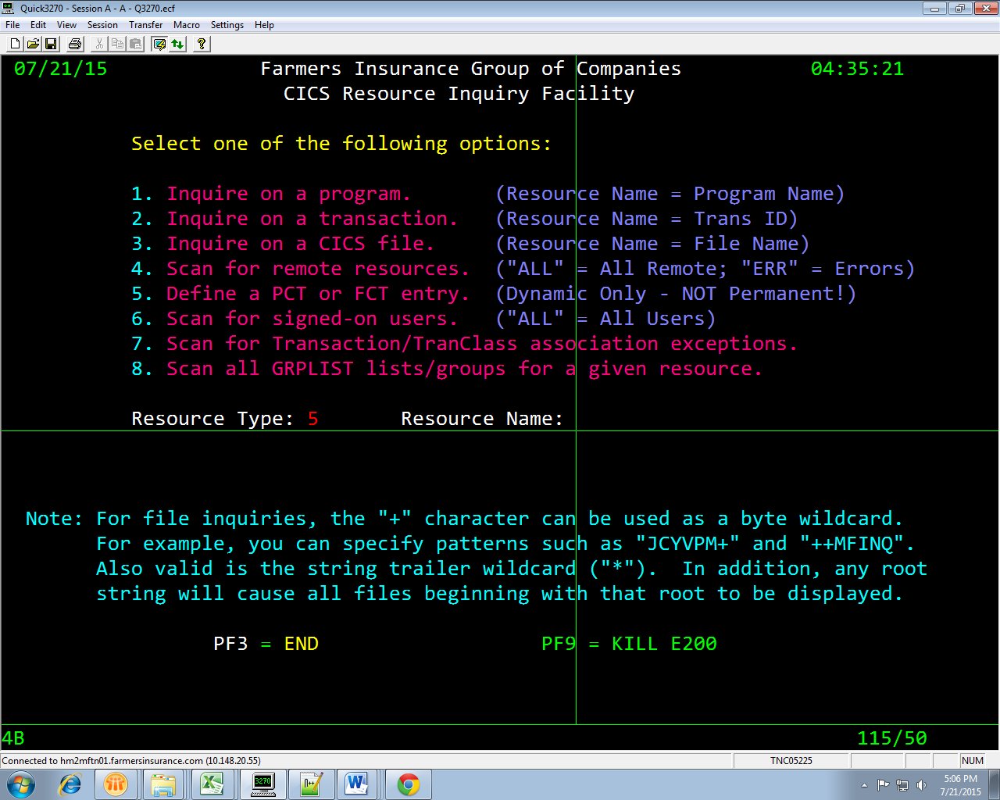 Quick3270 - Session A - A - Q3270.ecf
File Edit View Session Transfer Macro Settings Help
07/21/15 Farmers Insurance Group of Companies 04:35:21
CICS Resource Inquiry Facility
Select one of the following options:
1. Inquire on a program. (Resource Name = Program Name)
2. Inquire on a transaction. (Resource Name = Trans ID)
3. Inquire on a CICS file. (Resource Name = File Name)
4. Scan for remote resources. ("ALL" = All Remote; "ERR" = Errors)
5. Define a PCT or FCT entry. (Dynamic Only - NOT Permanent!)
6. Scan for signed-on users. ("ALL" = All Users)
7. Scan for Transaction/TranClass association exceptions.
8. Scan all GRPLIST lists/groups for a given resource.
Resource Type: 5 Resource Name:
Note: For file inquiries, the "+" character can be used as a byte wildcard.
For example, you can specify patterns such as "JCYVPM+" and "++MFINQ".
Also valid is the string trailer wildcard ("*"). In addition, any root
string will cause all files beginning with that root to be displayed.
PF3 = END PF9 = KILL E200
4B 115/50
Connected to hm2mftn01.farmersinsurance.com (10.148.20.55) TNC05225 NUM
3270
5:06 PM
7/21/2015